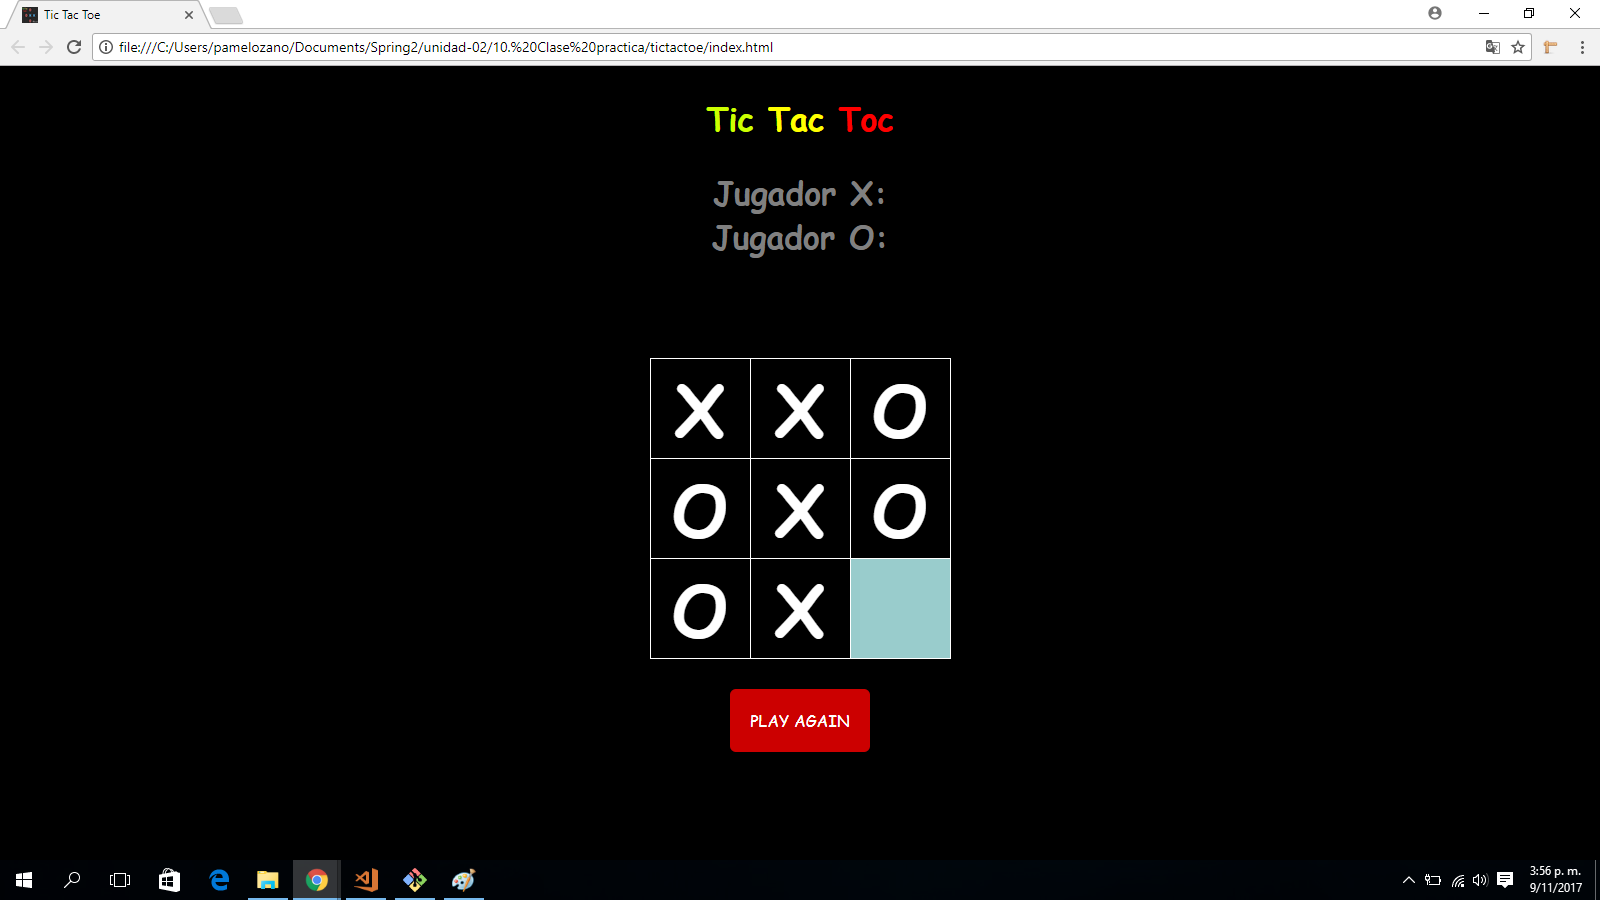 Tic Tac Toe
file:///C:/Users/pamelozano/Documents/Spring2/unidad-02/10.%20Clase%20practica/tictactoe/index.html
Tic Tac Toc
Jugador X:
Jugador O:
X X O
O X O
O X
PLAY AGAIN
3:56 p. m.
9/11/2017